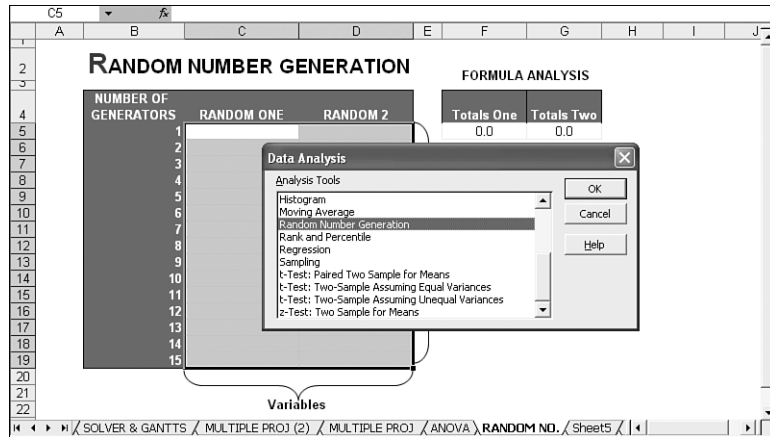 C5 fx
A B C D E F G H I J
2 RANDOM NUMBER GENERATION FORMULA ANALYSIS
NUMBER OF
4 GENERATORS RANDOM ONE RANDOM 2 Totals One Totals Two
5 1 0.0 0.0
6 2
7 3
8 4
9 5
10 6
11 7
12 8
13 9
14 10
15 11
16 12
17 13
18 14
19 15
20
21
22 Variables
Data Analysis
Analysis Tools
Histogram
Moving Average
Random Number Generation
Rank and Percentile
Regression
Sampling
t-Test: Paired Two Sample for Means
t-Test: Two-Sample Assuming Equal Variances
t-Test: Two-Sample Assuming Unequal Variances
z-Test: Two Sample for Means
OK
Cancel
Help
SOLVER & GANTTS MULTIPLE PROJ (2) MULTIPLE PROJ ANOVA RANDOM NO. Sheet5